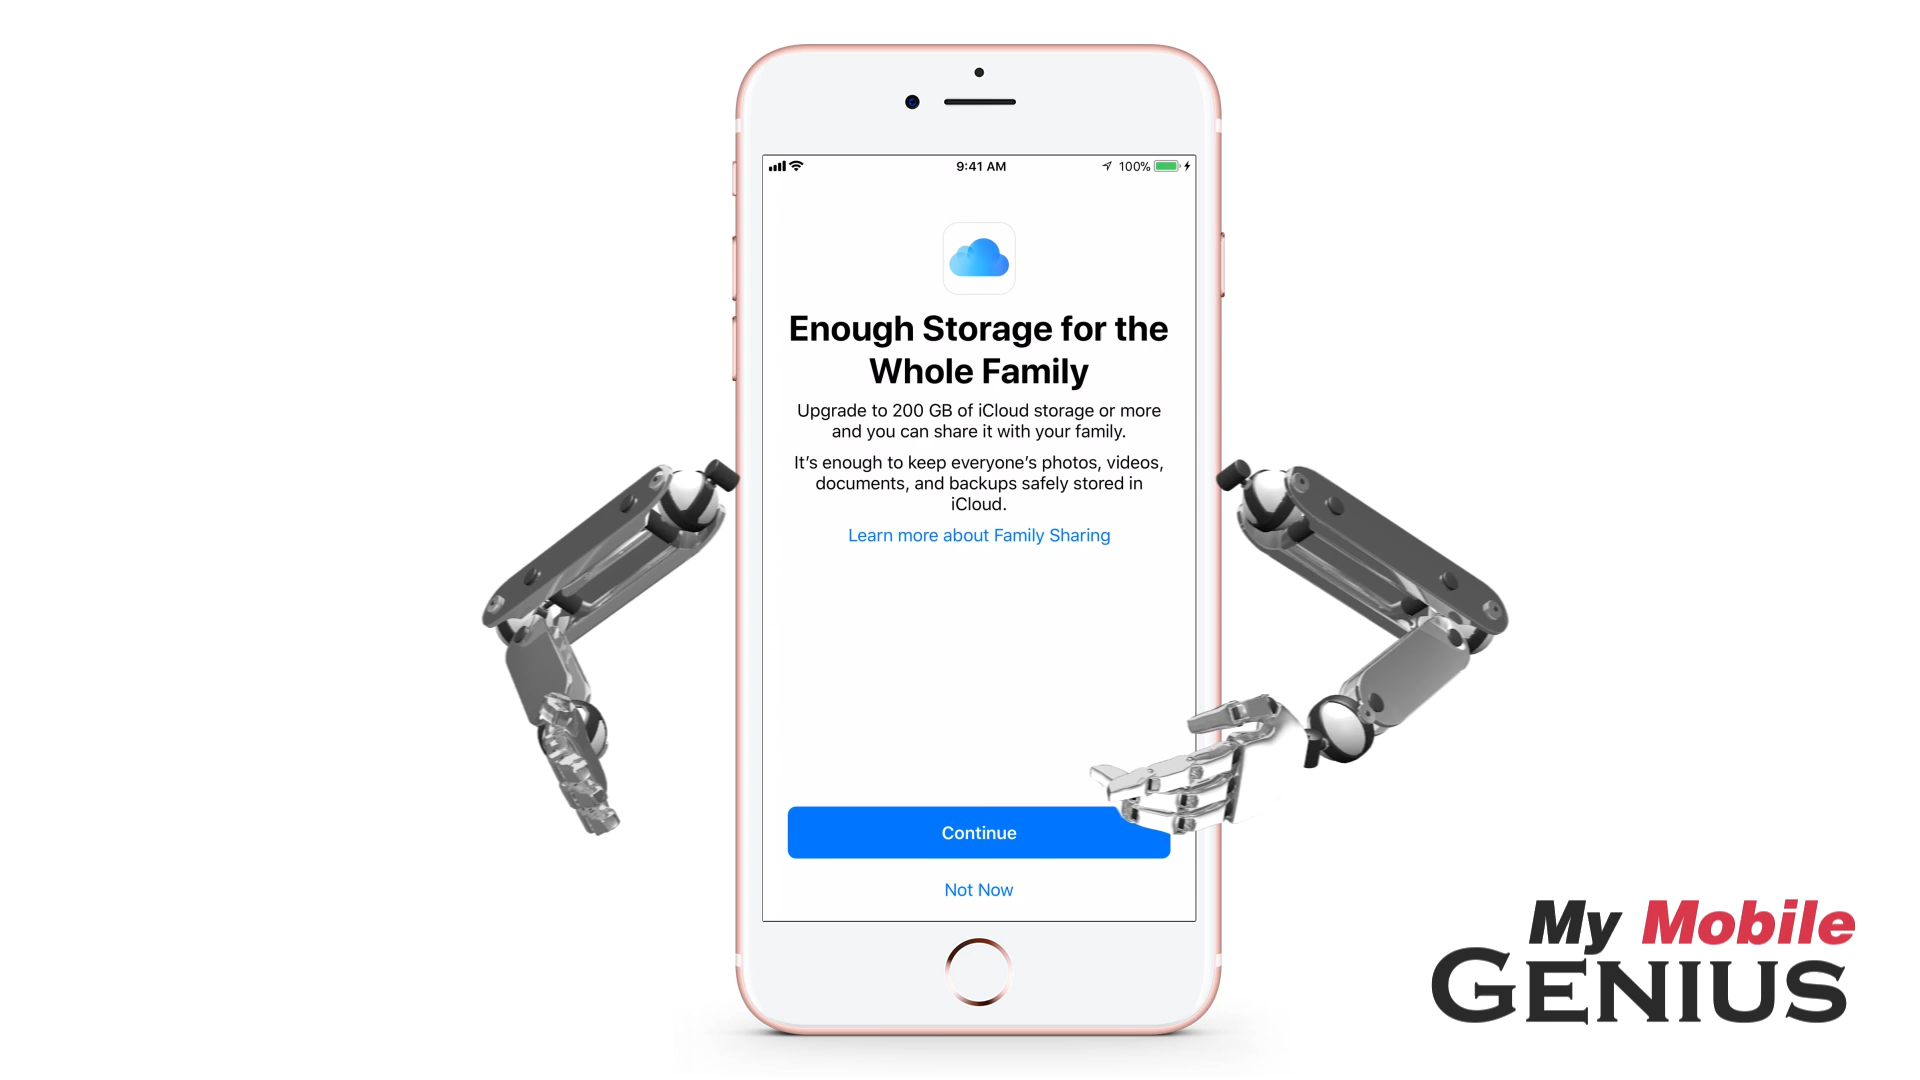 9:41 AM
100%
Enough Storage for the
Whole Family
Upgrade to 200 GB of iCloud storage or more
and you can share it with your family.
It’s enough to keep everyone’s photos, videos,
documents, and backups safely stored in
iCloud.
Learn more about Family Sharing
Continue
Not Now
My Mobile
GENIUS